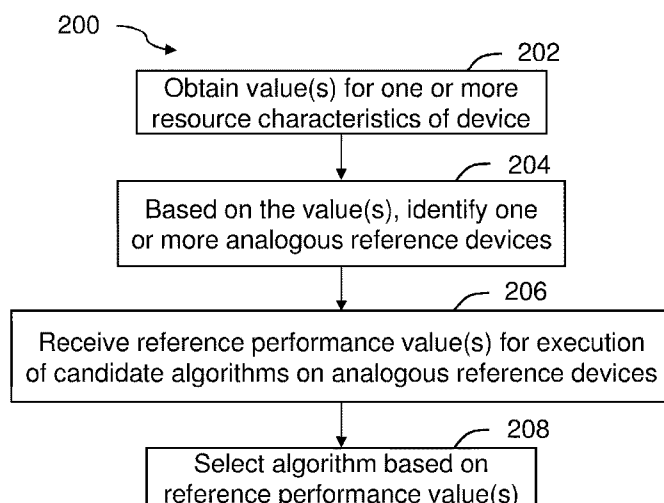 200
202
Obtain value(s) for one or more
resource characteristics of device
204
Based on the value(s), identify one
or more analogous reference devices
206
Receive reference performance value(s) for execution
of candidate algorithms on analogous reference devices
208
Select algorithm based on
reference performance value(s)